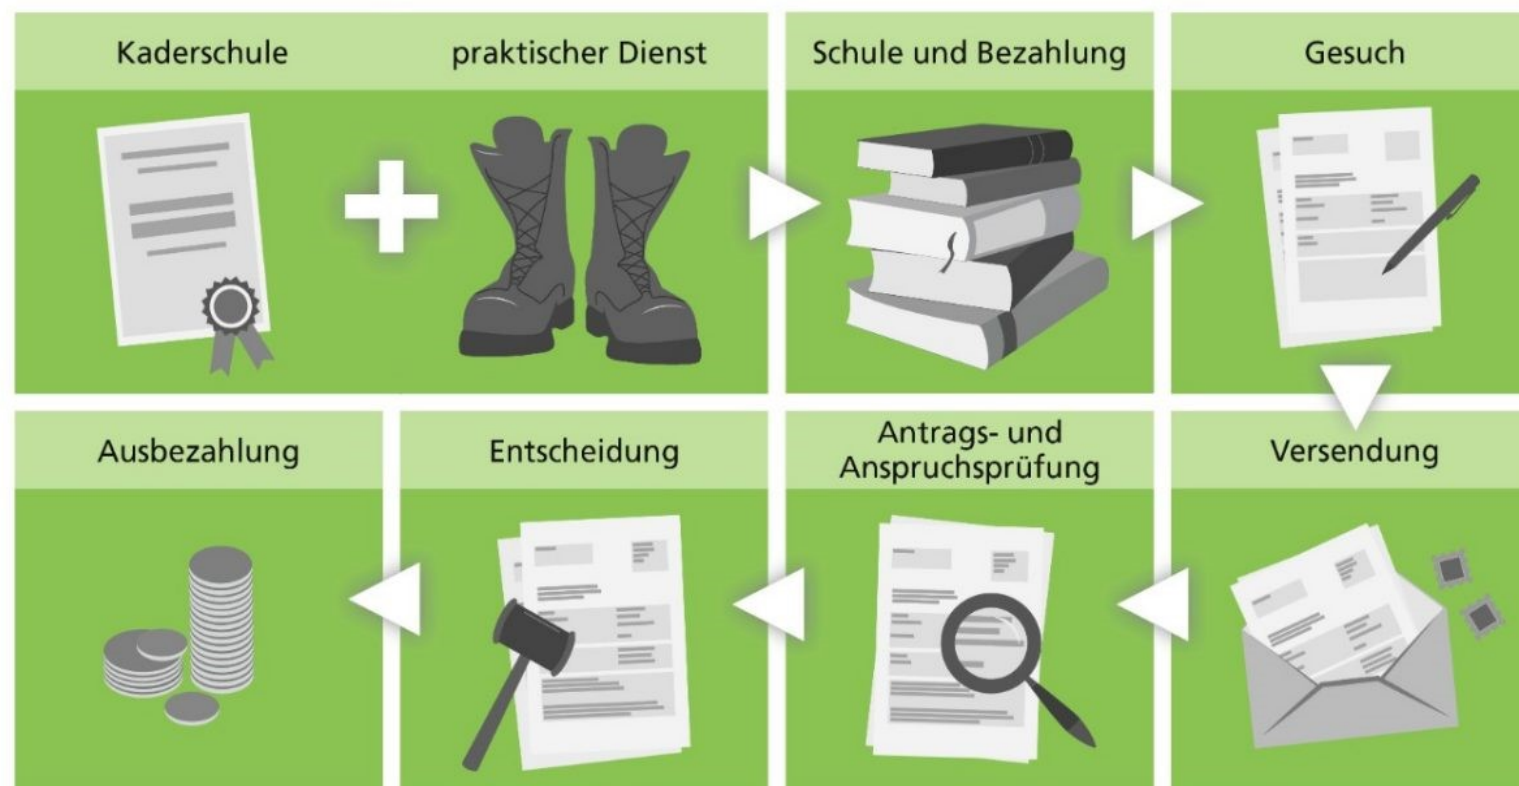 Kaderschule
praktischer Dienst
Schule und Bezahlung
Gesuch
Versendung
Antrags- und
Anspruchsprüfung
Entscheidung
Ausbezahlung